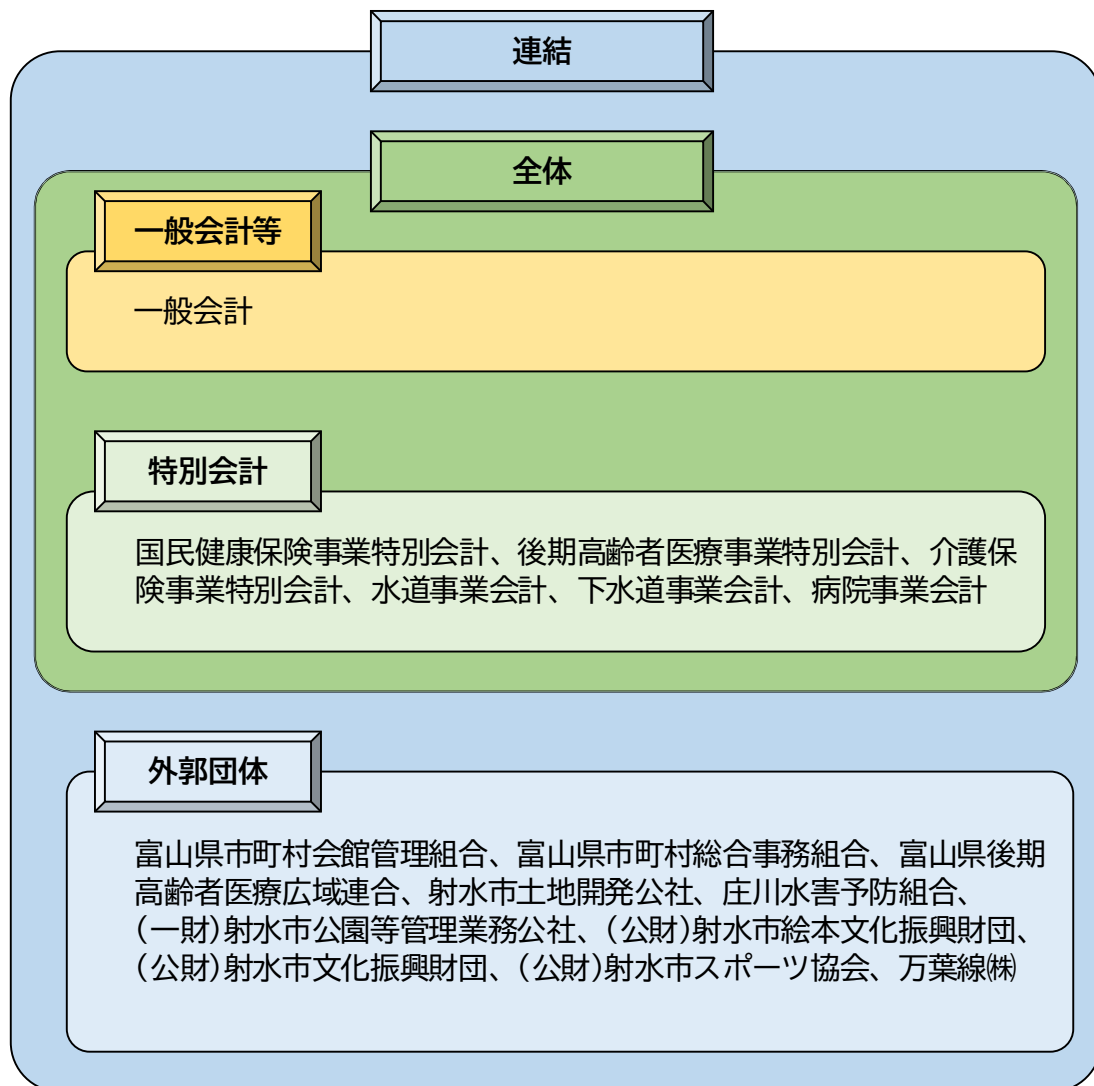 連結
全体
一般会計等
一般会計
特別会計
国民健康保険事業特別会計、後期高齢者医療事業特別会計、介護保
険事業特別会計、水道事業会計、下水道事業会計、病院事業会計
外郭団体
富山県市町村会館管理組合、富山県市町村総合事務組合、富山県後期
高齢者医療広域連合、射水市土地開発公社、庄川水害予防組合、
(一財)射水市公園等管理業務公社、(公財)射水市絵本文化振興財団、
(公財)射水市文化振興財団、(公財)射水市スポーツ協会、万葉線㈱